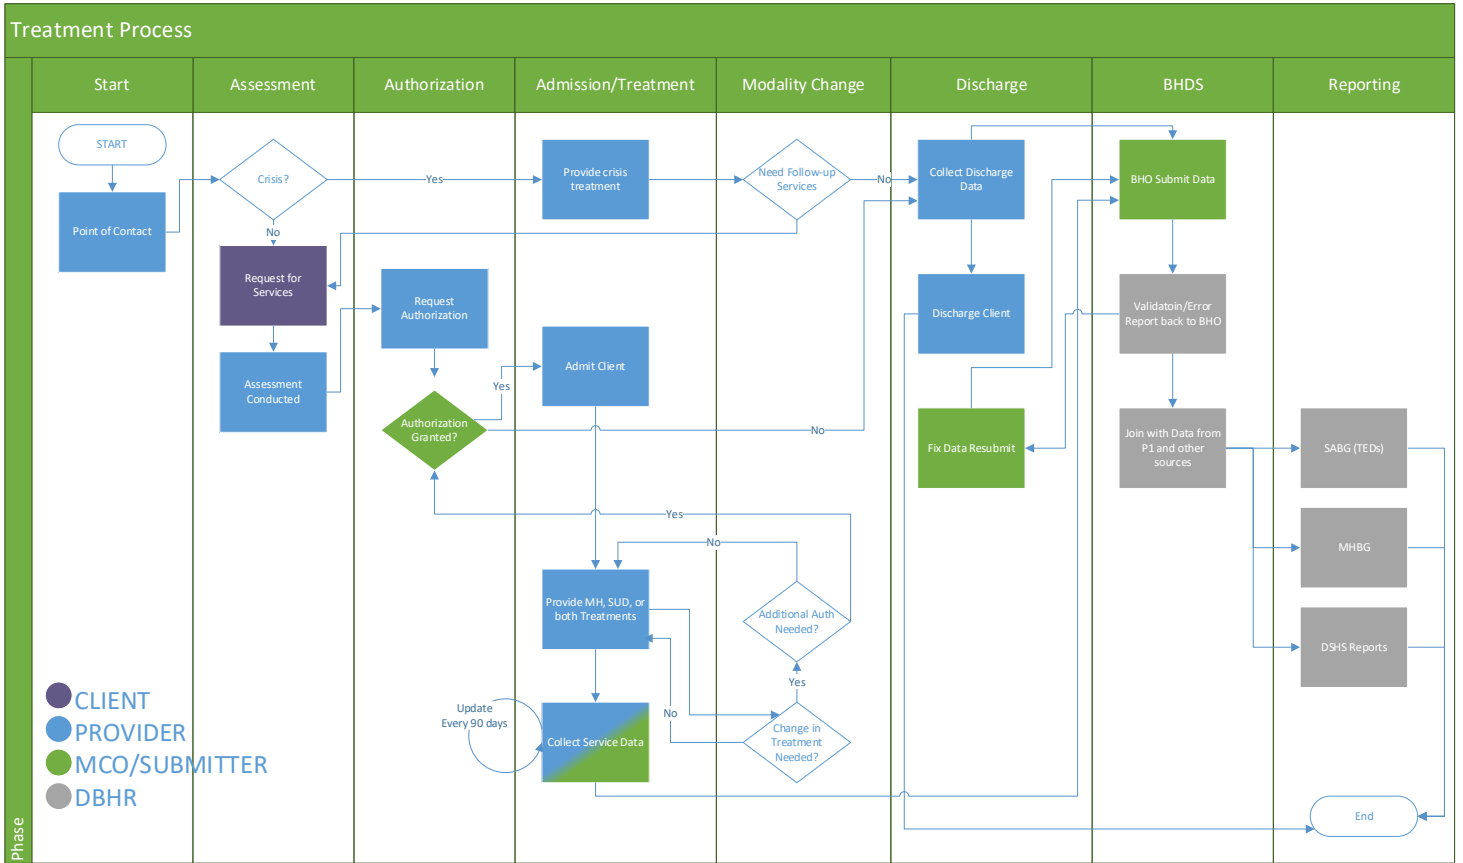 Treatment Process
Start
Assessment
Authorization
Admission/Treatment
Modality Change
Discharge
BHDS
Reporting
START
Point of Contact
Crisis?
Yes
No
Request for
Services
Assessment
Conducted
Request
Authorization
Authorization
Granted?
Yes
No
Provide crisis
treatment
Admit Client
Need Follow-up
Services
No
Collect Discharge
Data
Discharge Client
Fix Data Resubmit
BHO Submit Data
Validatoin/Error
Report back to BHO
Join with Data from
P1 and other
sources
SABG (TEDs)
MHBG
DSHS Reports
Yes
No
Provide MH, SUD, or
both Treatments
Additional Auth
Needed?
Yes
No
Change in
Treatment
Needed?
Update
Every 90 days
Collect Service Data
End
CLIENT
PROVIDER
MCO/SUBMITTER
DBHR
Phase